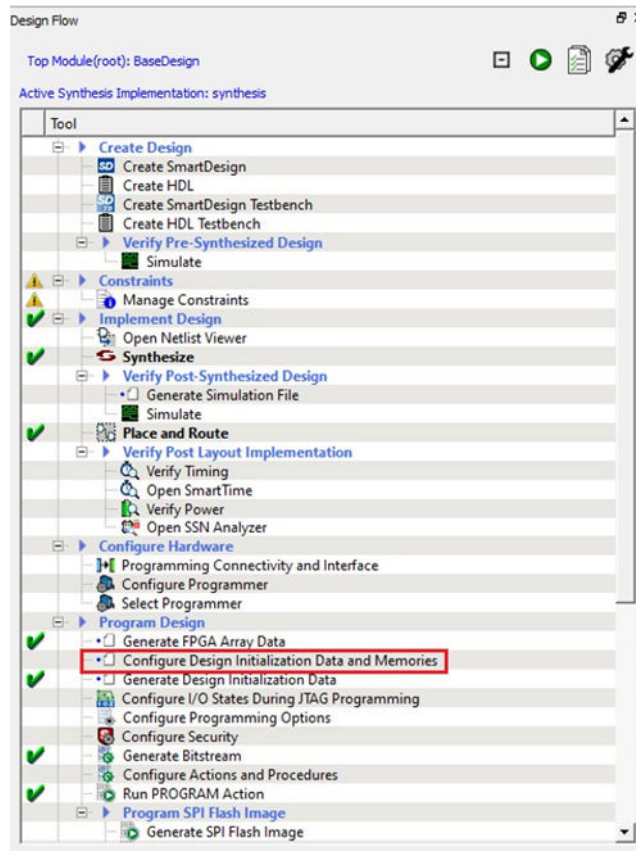 Design Flow
Top Module(root): BaseDesign
Active Synthesis Implementation: synthesis
Tool
Create Design
SD Create SmartDesign
Create HDL
Create SmartDesign Testbench
Create HDL Testbench
Verify Pre-Synthesized Design
Simulate
Constraints
Manage Constraints
Implement Design
Open Netlist Viewer
Synthesize
Verify Post-Synthesized Design
Generate Simulation File
Simulate
Place and Route
Verify Post Layout Implementation
Verify Timing
Open SmartTime
Verify Power
Open SSN Analyzer
Configure Hardware
Programming Connectivity and Interface
Configure Programmer
Select Programmer
Program Design
Generate FPGA Array Data
Configure Design Initialization Data and Memories
Generate Design Initialization Data
Configure I/O States During JTAG Programming
Configure Programming Options
Configure Security
Generate Bitstream
Configure Actions and Procedures
Run PROGRAM Action
Program SPI Flash Image
Generate SPI Flash Image